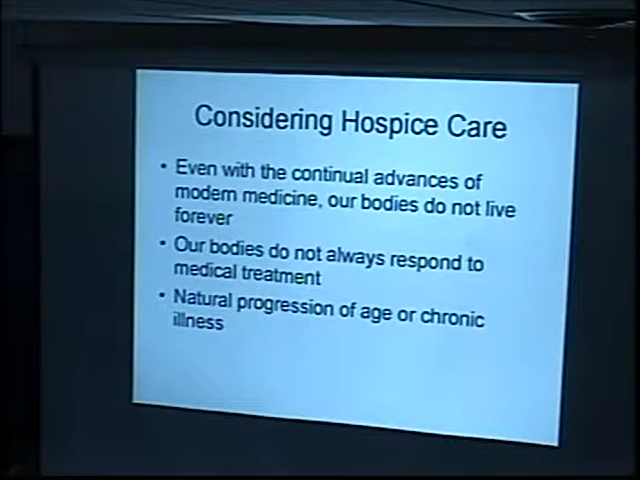 Considering Hospice Care
• Even with the continual advances of
modern medicine, our bodies do not live
forever
• Our bodies do not always respond to
medical treatment
• Natural progression of age or chronic
illness